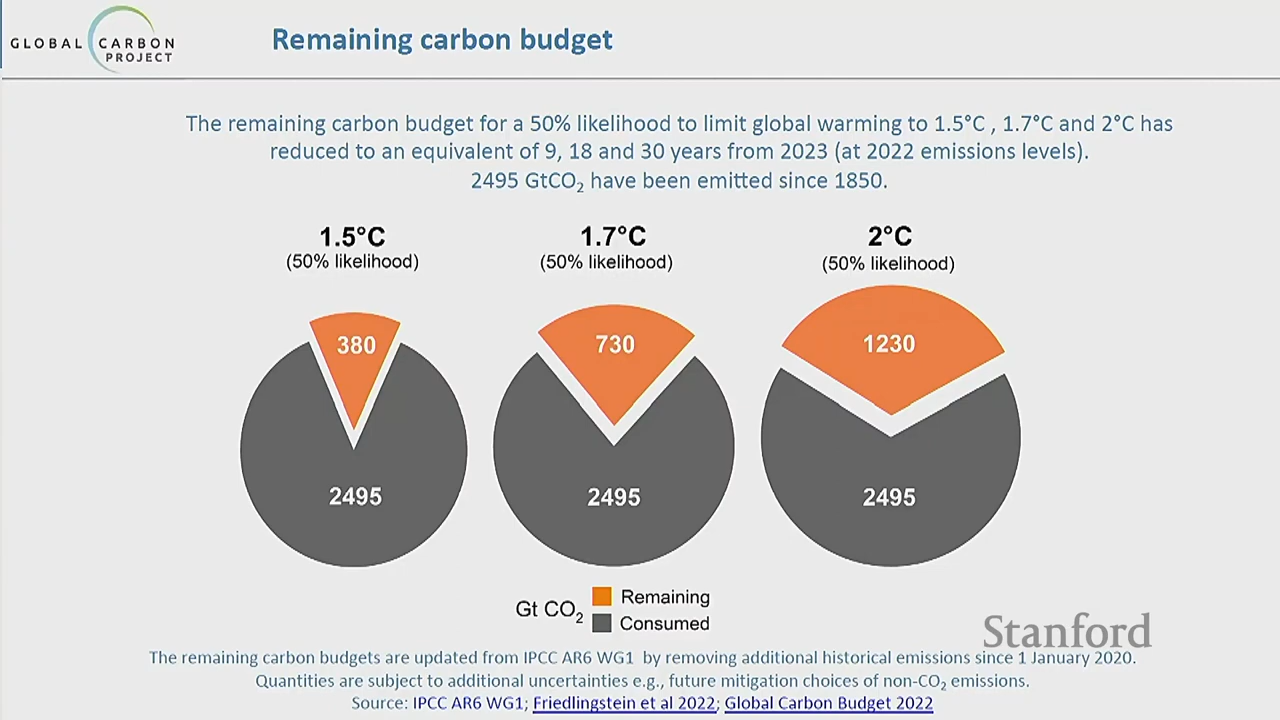 GLOBAL CARBON
PROJECT
Remaining carbon budget
The remaining carbon budget for a 50% likelihood to limit global warming to 1.5°C , 1.7°C and 2°C has
reduced to an equivalent of 9, 18 and 30 years from 2023 (at 2022 emissions levels).
2495 GtCO₂ have been emitted since 1850.
1.5°C
(50% likelihood)
380
2495
1.7°C
(50% likelihood)
730
2495
2°C
(50% likelihood)
1230
2495
Gt CO₂
Remaining
Consumed
Stanford
The remaining carbon budgets are updated from IPCC AR6 WG1 by removing additional historical emissions since 1 January 2020.
Quantities are subject to additional uncertainties e.g., future mitigation choices of non-CO₂ emissions.
Source: IPCC AR6 WG1; Friedlingstein et al 2022; Global Carbon Budget 2022